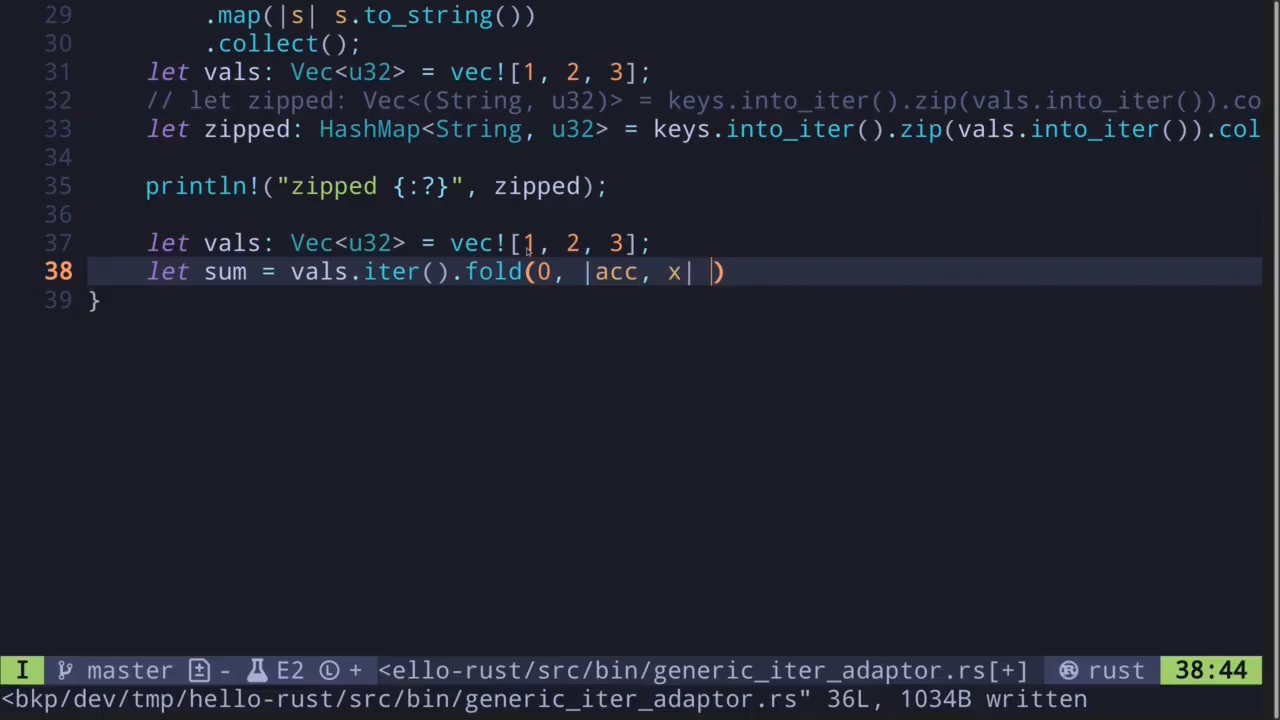 29 .map(|s| s.to_string())
30 .collect();
31 let vals: Vec<u32> = vec![1, 2, 3];
32 // let zipped: Vec<(String, u32)> = keys.into_iter().zip(vals.into_iter()).co
33 let zipped: HashMap<String, u32> = keys.into_iter().zip(vals.into_iter()).col
34
35 println!("zipped {:?}", zipped);
36
37 let vals: Vec<u32> = vec![1, 2, 3];
38 let sum = vals.iter().fold(0, |acc, x| )
39 }
I master - E2 + <ello-rust/src/bin/generic_iter_adaptor.rs[+] rust 38:44
<bkp/dev/tmp/hello-rust/src/bin/generic_iter_adaptor.rs" 36L, 1034B written